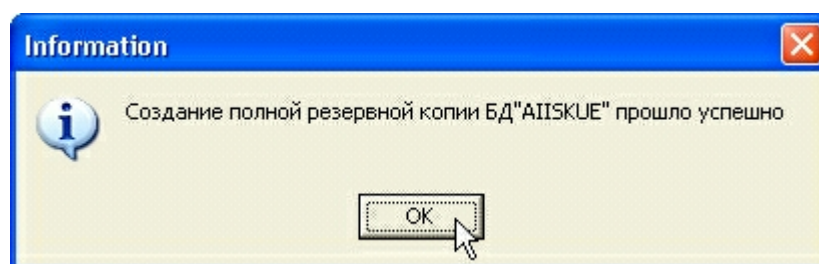 Information
Создание полной резервной копии БД"AIISKUE" прошло успешно
OK